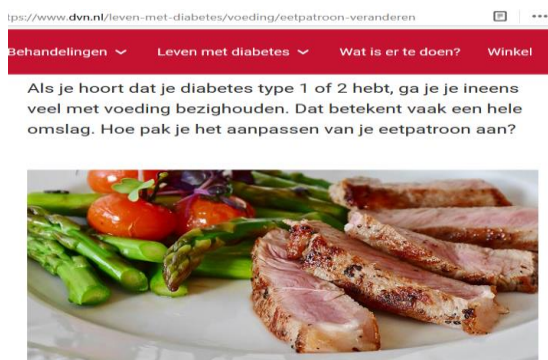 tps://www.dvn.nl/leven-met-diabetes/voeding/eetpatroon-veranderen
Behandelingen Leven met diabetes Wat is er te doen? Winkel
Als je hoort dat je diabetes type 1 of 2 hebt, ga je je ineens
veel met voeding bezighouden. Dat betekent vaak een hele
omslag. Hoe pak je het aanpassen van je eetpatroon aan?